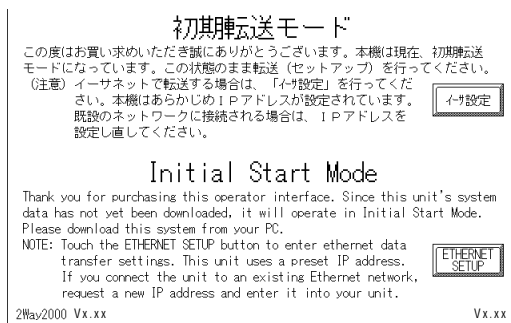 初期転送モード
この度はお買い求めいただき誠にありがとうございます。本機は現在、初期転送
モードになっています。この状態のまま転送（セットアップ）を行ってください。
(注意) イーサネットで転送する場合は、「ｲｰｻ設定」を行ってくだ
さい。本機はあらかじめＩＰアドレスが設定されています。
既設のネットワークに接続される場合は、ＩＰアドレスを
設定し直してください。
ｲｰｻ設定
Initial Start Mode
Thank you for purchasing this operator interface. Since this unit's system
data has not yet been downloaded, it will operate in Initial Start Mode.
Please download this system from your PC.
NOTE: Touch the ETHERNET SETUP button to enter ethernet data
transfer settings. This unit uses a preset IP address.
If you connect the unit to an existing Ethernet network,
request a new IP address and enter it into your unit.
ETHERNET
SETUP
2Way2000 Vx.xx
Vx.xx